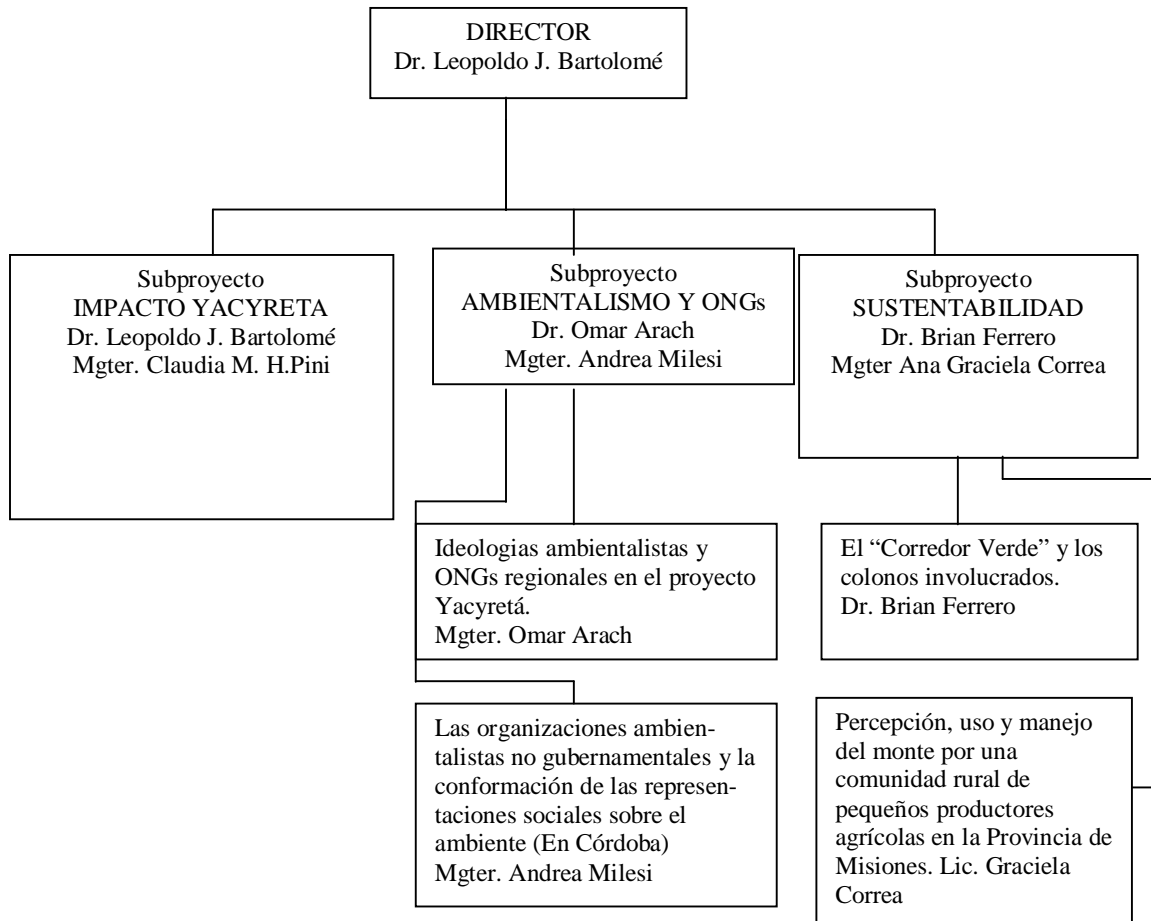 DIRECTOR
Dr. Leopoldo J. Bartolomé
Subproyecto
IMPACTO YACYRETA
Dr. Leopoldo J. Bartolomé
Mgter. Claudia M. H.Pini
Subproyecto
AMBIENTALISMO Y ONGs
Dr. Omar Arach
Mgter. Andrea Milesi
Subproyecto
SUSTENTABILIDAD
Dr. Brian Ferrero
Mgter Ana Graciela Correa
Ideologias ambientalistas y
ONGs regionales en el proyecto
Yacyretá.
Mgter. Omar Arach
El “Corredor Verde” y los
colonos involucrados.
Dr. Brian Ferrero
Las organizaciones ambien-
talistas no gubernamentales y la
conformación de las represen-
taciones sociales sobre el
ambiente (En Córdoba)
Mgter. Andrea Milesi
Percepción, uso y manejo
del monte por una
comunidad rural de
pequeños productores
agrícolas en la Provincia de
Misiones. Lic. Graciela
Correa